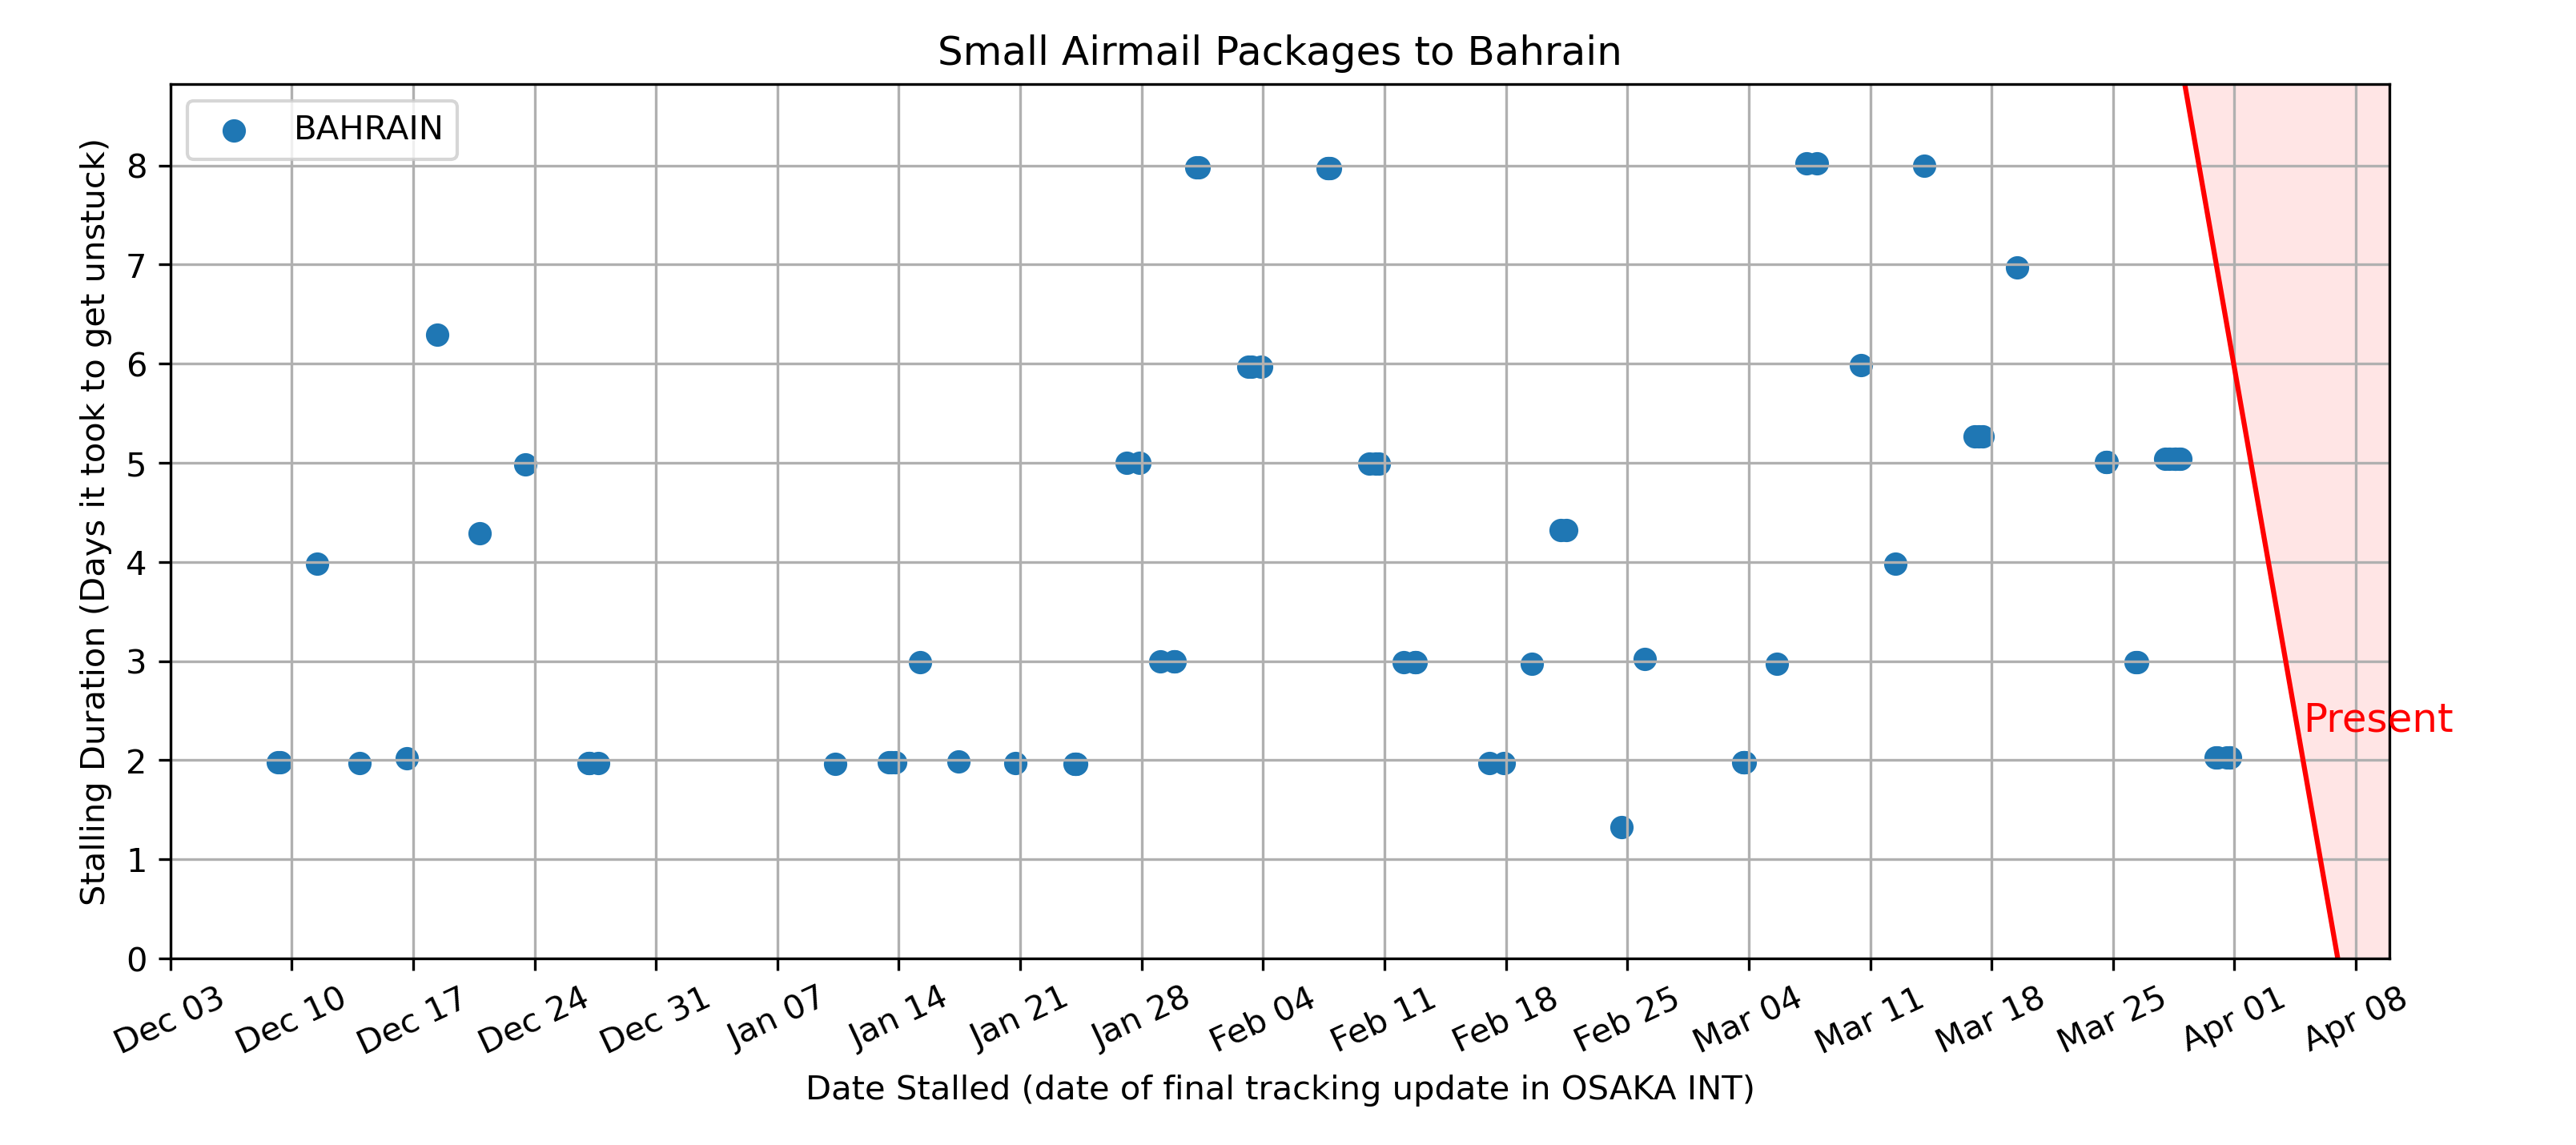 Small Airmail Packages to Bahrain
BAHRAIN
Stalling Duration (Days it took to get unstuck)
8
7
6
5
4
3
2
1
0
Present
Dec 03
Dec 10
Dec 17
Dec 24
Dec 31
Jan 07
Jan 14
Jan 21
Jan 28
Feb 04
Feb 11
Feb 18
Feb 25
Mar 04
Mar 11
Mar 18
Mar 25
Apr 01
Apr 08
Date Stalled (date of final tracking update in OSAKA INT)